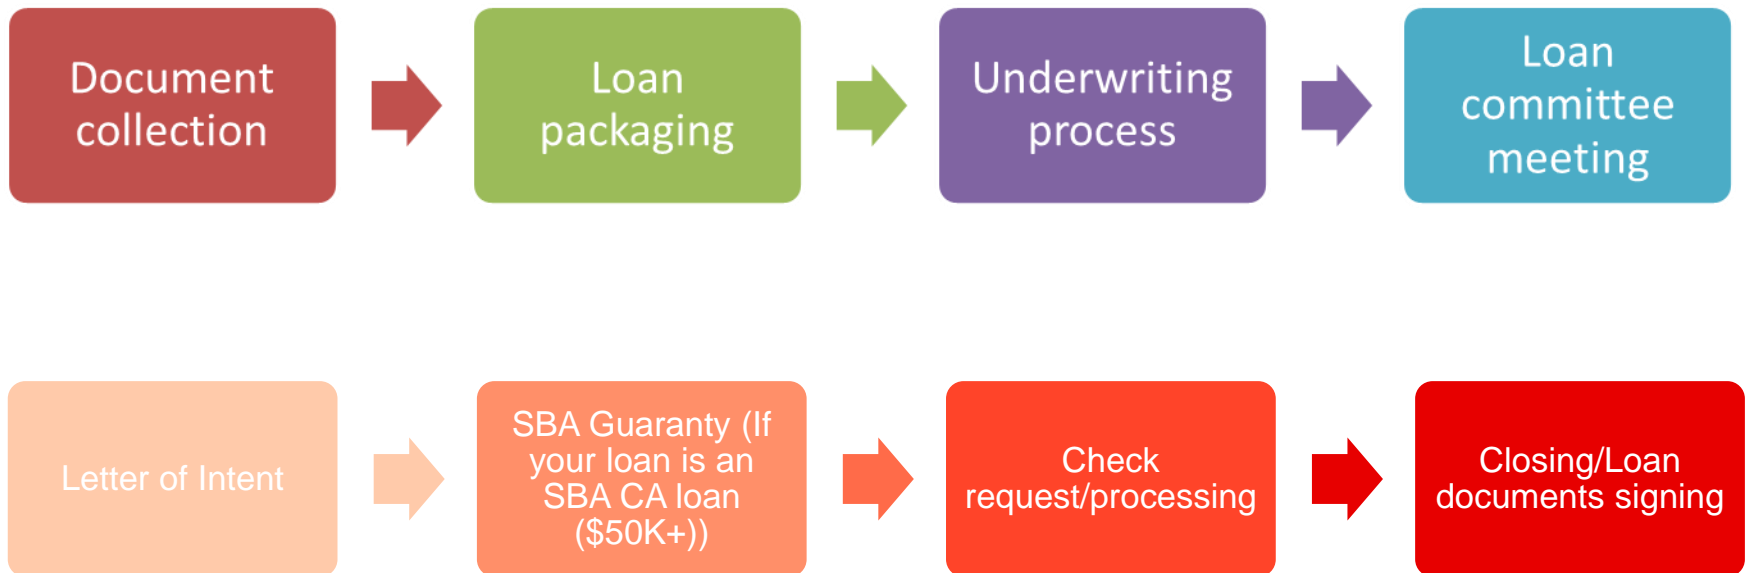 Document
collection
Loan
packaging
Underwriting
process
Loan
committee
meeting
Letter of Intent
SBA Guaranty (If
your loan is an
SBA CA loan
($50K+))
Check
request/processing
Closing/Loan
documents signing